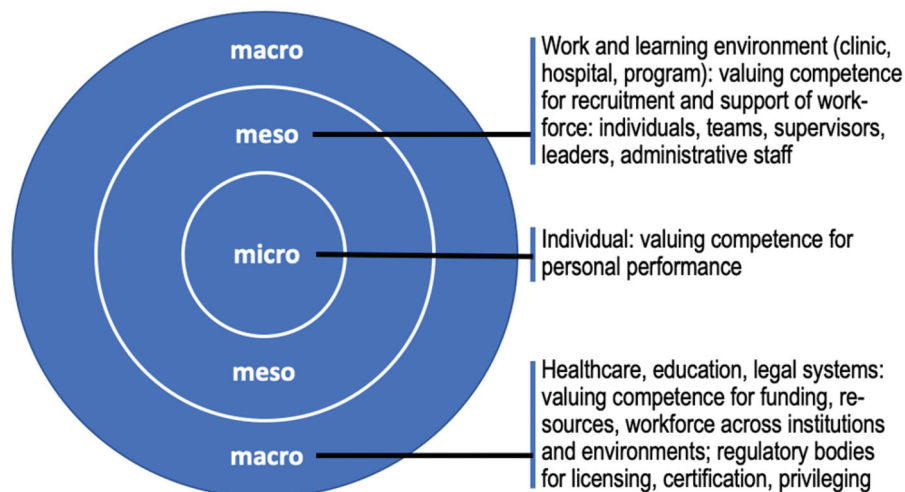 macro
meso
micro
meso
macro
Work and learning environment (clinic,
hospital, program): valuing competence
for recruitment and support of work-
force: individuals, teams, supervisors,
leaders, administrative staff
Individual: valuing competence for
personal performance
Healthcare, education, legal systems:
valuing competence for funding, re-
sources, workforce across institutions
and environments; regulatory bodies
for licensing, certification, privileging